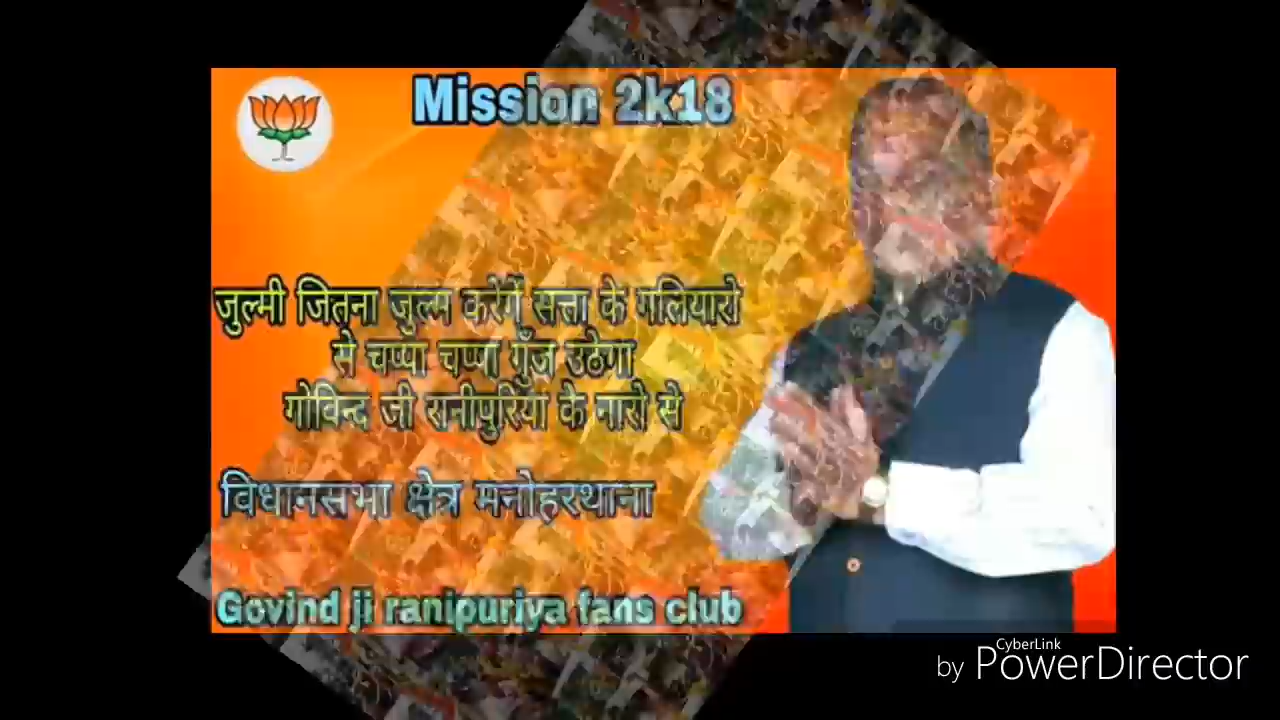 Mission 2k18
जुल्मी जितना जुल्म करेगें सत्ता के गलियारो
से चप्पा चप्पा गुँज उठेगा
गोविन्द जी रानीपुरिया के नारो से
विधानसभा क्षेत्र मनोहरथाना
Govind ji ranipuriya fans club
CyberLink
by PowerDirector